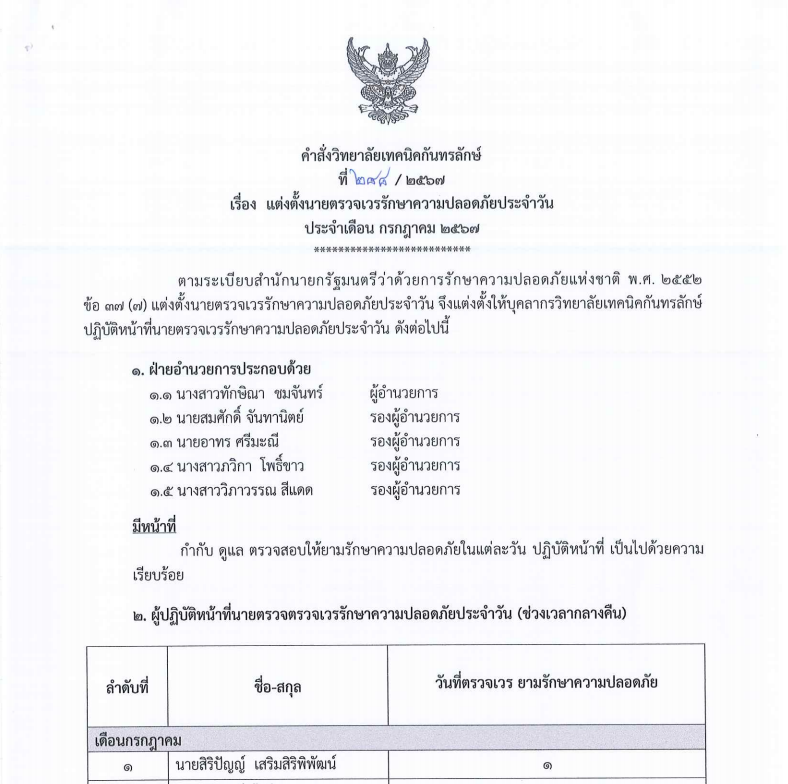 คำสั่งวิทยาลัยเทคนิคกันทรลักษ์
ที่ / ๒๕๖๗
เรื่อง แต่งตั้งนายตรวจเวรรักษาความปลอดภัยประจำวัน
ประจำเดือน กรกฎาคม ๒๕๖๗
**************************
ตามระเบียบสำนักนายกรัฐมนตรีว่าด้วยการรักษาความปลอดภัยแห่งชาติ พ.ศ. ๒๕๕๒
ข้อ ๓๗ (๗) แต่งตั้งนายตรวจเวรรักษาความปลอดภัยประจำวัน จึงแต่งตั้งให้บุคลากรวิทยาลัยเทคนิคกันทรลักษ์
ปฏิบัติหน้าที่นายตรวจเวรรักษาความปลอดภัยประจำวัน ดังต่อไปนี้
๑. ฝ่ายอำนวยการประกอบด้วย
๑.๑ นางสาวทักษิณา ชมจันทร์ ผู้อำนวยการ
๑.๒ นายสมศักดิ์ จันทานิตย์ รองผู้อำนวยการ
๑.๓ นายอาทร ศรีมะณี รองผู้อำนวยการ
๑.๔ นางสาวภวิกา โพธิ์ขาว รองผู้อำนวยการ
๑.๕ นางสาววิภาวรรณ สีแดด รองผู้อำนวยการ
มีหน้าที่
กำกับ ดูแล ตรวจสอบให้ยามรักษาความปลอดภัยในแต่ละวัน ปฏิบัติหน้าที่ เป็นไปด้วยความ
เรียบร้อย
๒. ผู้ปฏิบัติหน้าที่นายตรวจตรวจเวรรักษาความปลอดภัยประจำวัน (ช่วงเวลากลางคืน)
ลำดับที่ ชื่อ-สกุล วันที่ตรวจเวร ยามรักษาความปลอดภัย
เดือนกรกฎาคม
๑ นายสิริปัญญ์ เสริมสิริพิพัฒน์ ๑